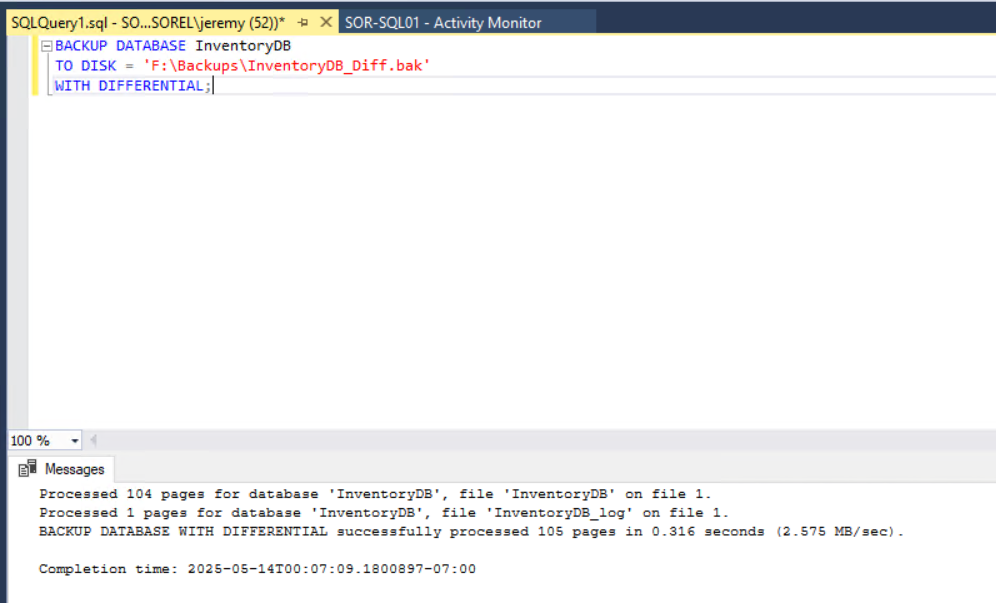 SQLQuery1.sql - SO...SOREL\jeremy (52))* SOR-SQL01 - Activity Monitor
BACKUP DATABASE InventoryDB
TO DISK = 'F:\Backups\InventoryDB_Diff.bak'
WITH DIFFERENTIAL;
100 %
Messages
Processed 104 pages for database 'InventoryDB', file 'InventoryDB' on file 1.
Processed 1 pages for database 'InventoryDB', file 'InventoryDB_log' on file 1.
BACKUP DATABASE WITH DIFFERENTIAL successfully processed 105 pages in 0.316 seconds (2.575 MB/sec).
Completion time: 2025-05-14T00:07:09.1800897-07:00